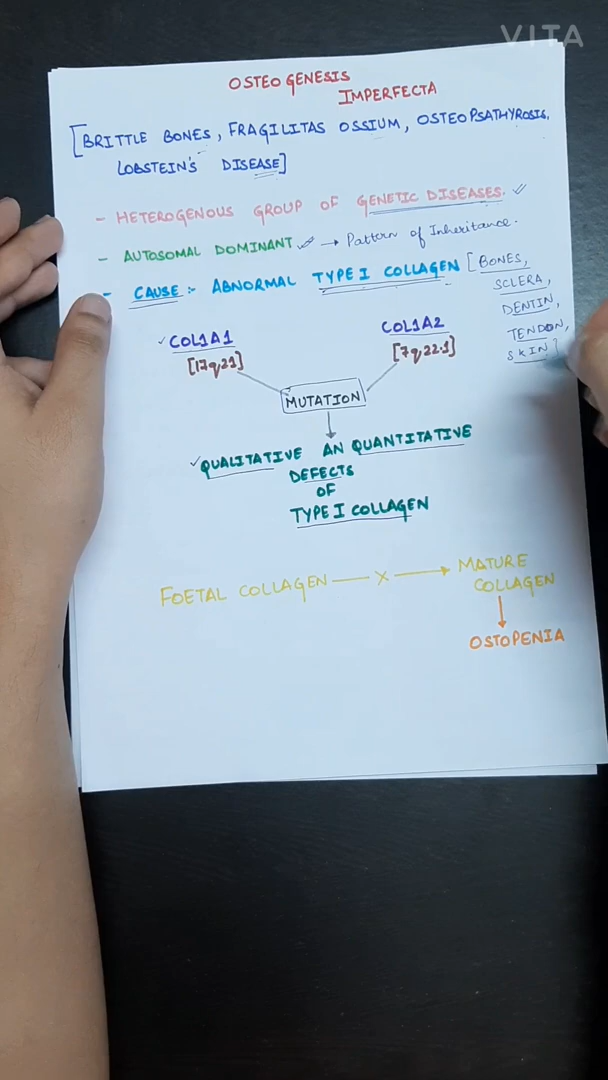 VITA
OSTEOGENESIS
IMPERFECTA
[BRITTLE BONES, FRAGILITAS OSSIUM, OSTEOPSATHYROSIS,
LOBSTEIN'S DISEASE]
- HETEROGENOUS GROUP OF GENETIC DISEASES. ✓
- AUTOSOMAL DOMINANT ✓ → Pattern of Inheritance.
- CAUSE :- ABNORMAL TYPE I COLLAGEN [BONES,
SCLERA,
DENTIN,
TENDON,
SKIN]
✓ COL1A1
[17q21]
COL1A2
[7q22.1]
MUTATION
✓ QUALITATIVE AN QUANTITATIVE
DEFECTS
OF
TYPE I COLLAGEN
FOETAL COLLAGEN — x → MATURE
COLLAGEN
↓
OSTOPENIA